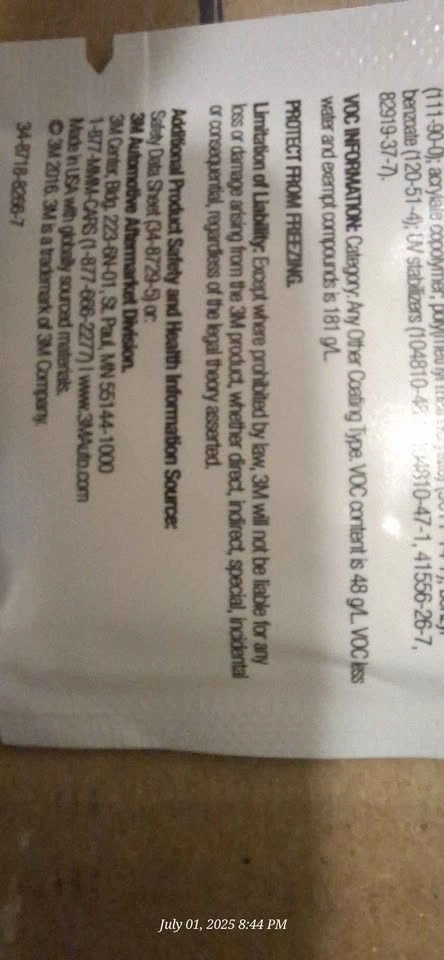 (111-90-0); acrylate copolymer;
benzoate (120-51-4); UV stabilizers (104810-48- 104810-47-1, 41556-26-7,
82919-37-7).
VOC INFORMATION: Category: Any Other Coating Type. VOC content is 48 g/L. VOC less
water and exempt compounds is 181 g/L.
PROTECT FROM FREEZING.
Limitation of Liability: Except where prohibited by law, 3M will not be liable for any
loss or damage arising from the 3M product, whether direct, indirect, special, incidental
or consequential, regardless of the legal theory asserted.
Additional Product Safety and Health Information Source:
Safety Data Sheet (34-8729-5) or:
3M Automotive Aftermarket Division.
3M Center, Bldg. 223-6N-01, St. Paul, MN 55144-1000
1-877-MMM-CARS (1-877-666-2277) | www.3MAuto.com
Made in USA with globally sourced materials.
© 3M 2016. 3M is a trademark of 3M Company.
34-8718-8266-7
July 01, 2025 8:44 PM